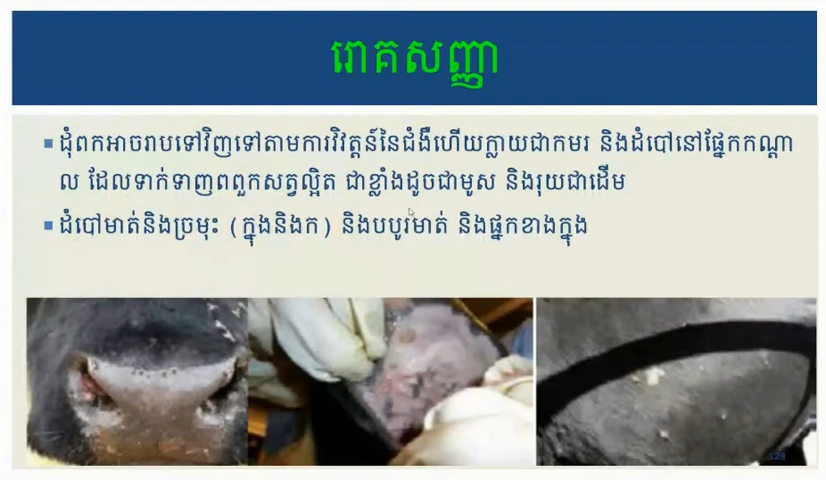 រោគសញ្ញា
ដុំពកអាចរាបទៅវិញទៅតាមការវិវត្តន៍នៃជំងឺហើយក្លាយជាកមរ និងដំបៅនៅផ្នែកកណ្តា
ល ដែលទាក់ទាញពពួកសត្វល្អិត ជាខ្លាំងដូចជាមូស និងរុយជាដើម
ដំបៅមាត់និងច្រមុះ (ក្នុងនិងក) និងបបូរមាត់ និងផ្នកខាងក្នុង
129